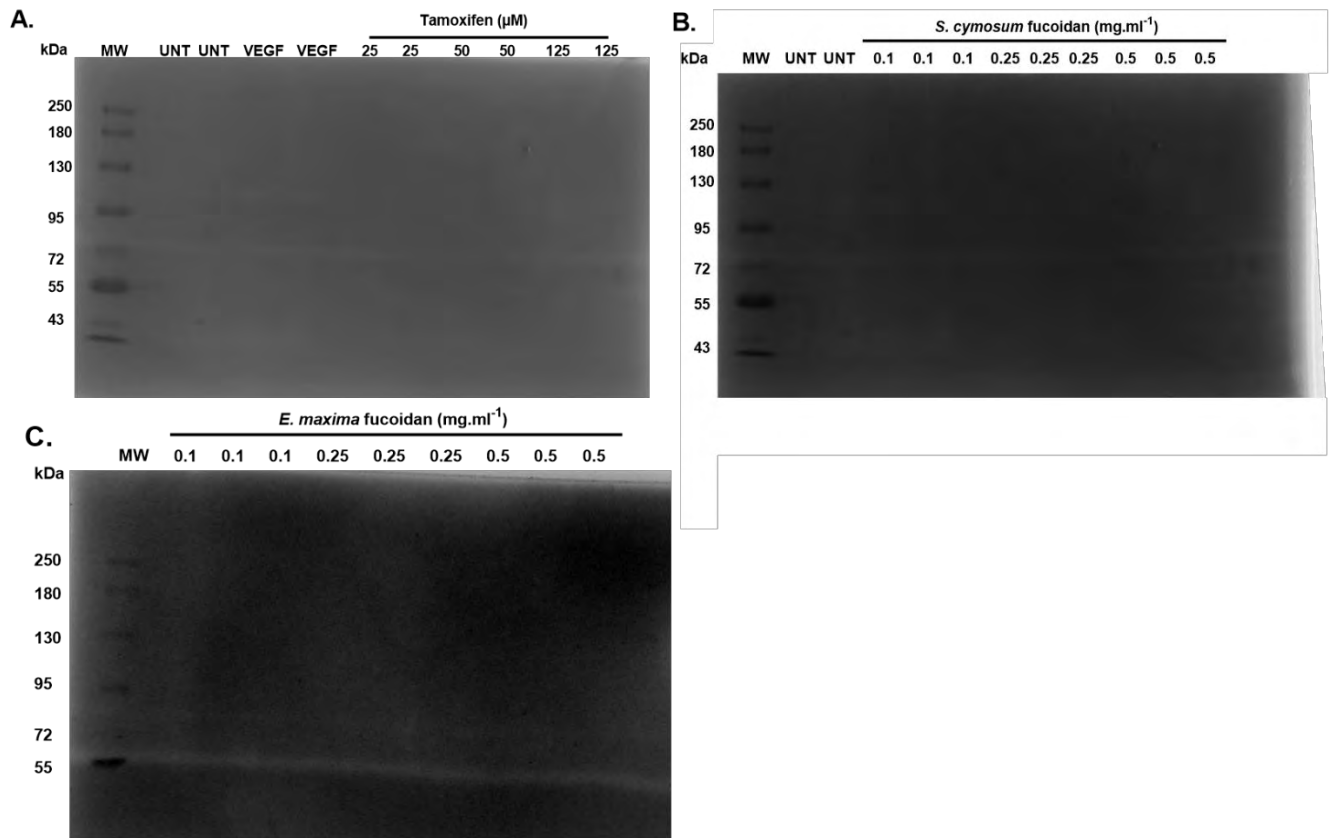 A.
Tamoxifen (µM)
kDa MW UNT UNT VEGF VEGF 25 25 50 50 125 125
250
180
130
95
72
55
43
B.
S. cymosum fucoidan (mg.ml⁻¹)
kDa MW UNT UNT 0.1 0.1 0.1 0.25 0.25 0.25 0.5 0.5 0.5
250
180
130
95
72
55
43
C.
E. maxima fucoidan (mg.ml⁻¹)
MW 0.1 0.1 0.1 0.25 0.25 0.25 0.5 0.5 0.5
kDa
250
180
130
95
72
55